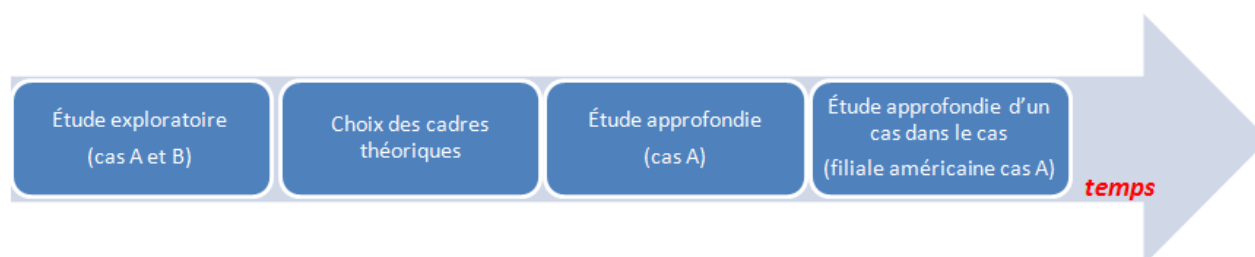 Étude exploratoire
(cas A et B)
Choix des cadres
théoriques
Étude approfondie
(cas A)
Étude approfondie d'un
cas dans le cas
(filiale américaine cas A)
temps